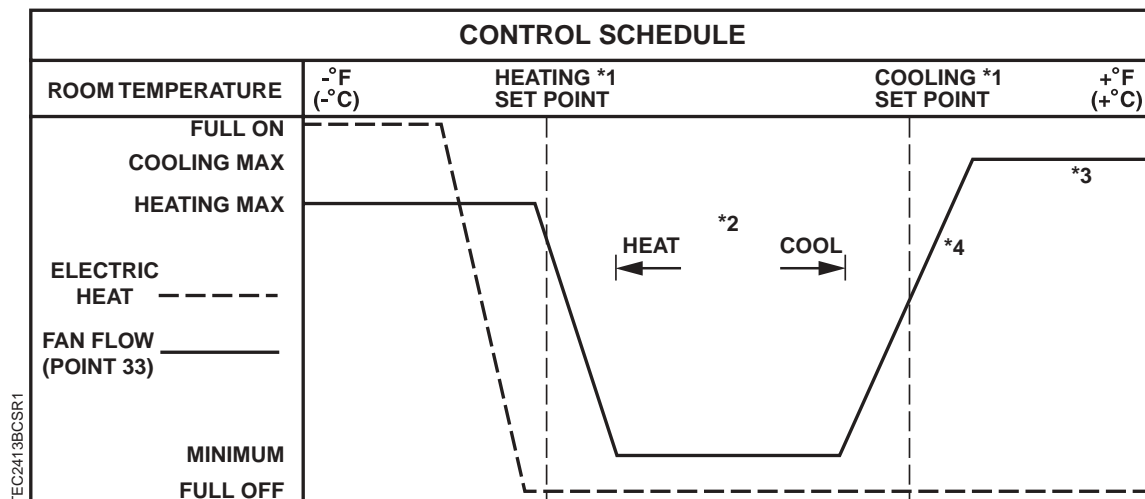 CONTROL SCHEDULE
ROOM TEMPERATURE
-°F
(-°C)
HEATING *1
SET POINT
COOLING *1
SET POINT
+°F
(+°C)
FULL ON
COOLING MAX
*3
HEATING MAX
*2
HEAT
COOL
*4
ELECTRIC
HEAT
FAN FLOW
(POINT 33)
MINIMUM
FULL OFF
TEC2413BCSR1